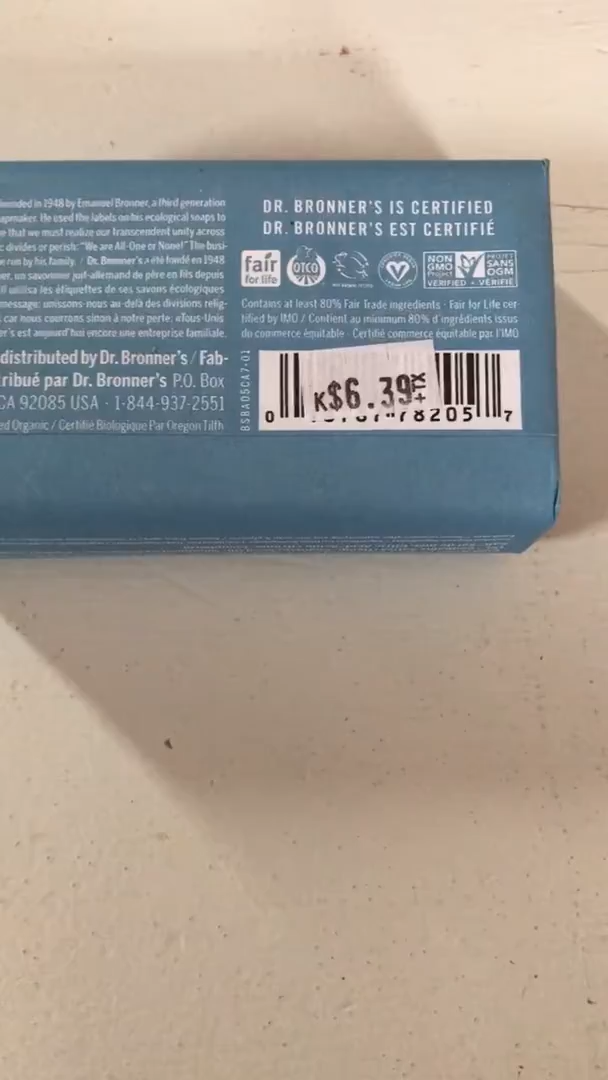 founded in 1948 by Emanuel Bronner, a third generation
apmaker. He used the labels on his ecological soaps to
e that we must realize our transcendent unity across
c divides or perish: "We are All-One or None!" The busi-
e run by his family. / Dr. Bronner's a été fondé en 1948
ner, un savonnier juif-allemand de père en fils depuis
Il utilisa les étiquettes de ses savons écologiques
message: unissons-nous au-delà des divisions relig-
car nous courrons sinon à notre perte: «Tous-Unis
er's est aujourd'hui encore une entreprise familiale.
distributed by Dr. Bronner's / Fab-
tribué par Dr. Bronner's P.O. Box
CA 92085 USA · 1-844-937-2551
ed Organic / Certifié Biologique Par Oregon Tilth
DR. BRONNER'S IS CERTIFIED
DR. BRONNER'S EST CERTIFIÉ
fair
for life
OTCO
NON
GMO
PROJECT
VERIFIED
PROJET
SANS
OGM
VÉRIFIÉ
Contains at least 80% Fair Trade ingredients · Fair for Life cer-
tified by IMO / Contient au minimum 80% d'ingrédients issus
du commerce équitable · Certifié commerce équitable par l'IMO
BSBA05CA7-01
K$6.39+TX
0 78205 7